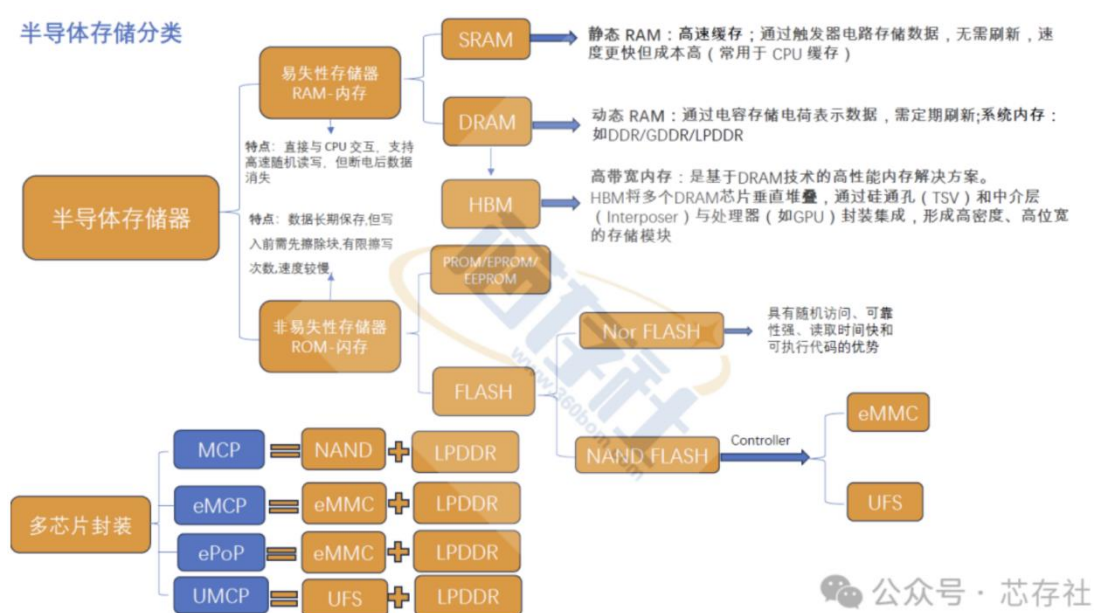 半导体存储分类
半导体存储器
易失性存储器
RAM-内存
特点：直接与 CPU 交互，支持
高速随机读写，但断电后数据
消失
SRAM
静态 RAM：高速缓存；通过触发器电路存储数据，无需刷新，速
度更快但成本高（常用于 CPU 缓存）
DRAM
动态 RAM：通过电容存储电荷表示数据，需定期刷新;系统内存：
如DDR/GDDR/LPDDR
HBM
高带宽内存：是基于DRAM技术的高性能内存解决方案。
HBM将多个DRAM芯片垂直堆叠，通过硅通孔（TSV）和中介层
（Interposer）与处理器（如GPU）封装集成，形成高密度、高位宽
的存储模块
特点：数据长期保存,但写
入前需先擦除块,有限擦写
次数,速度较慢
非易失性存储器
ROM-闪存
PROM/EPROM/
EEPROM
FLASH
Nor FLASH
具有随机访问、可靠
性强、读取时间快和
可执行代码的优势
NAND FLASH
Controller
eMMC
UFS
多芯片封装
MCP = NAND + LPDDR
eMCP = eMMC + LPDDR
ePoP = eMMC + LPDDR
UMCP = UFS + LPDDR
芯存社
www.360bom.com
公众号 · 芯存社